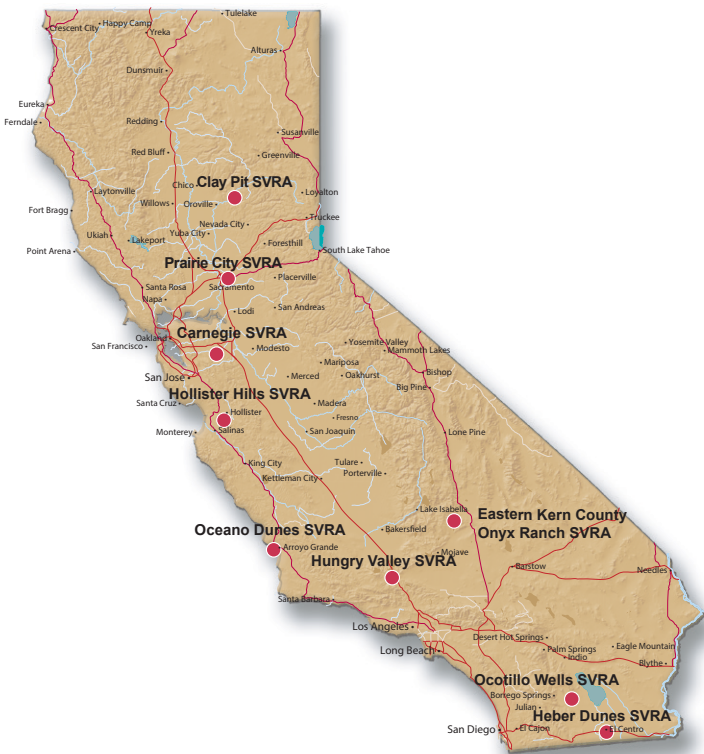 Tulelake
Happy Camp
Crescent City
Yreka
Alturas
Dunsmuir
Eureka
Ferndale
Redding
Susanville
Red Bluff
Greenville
Clay Pit SVRA
Chico
Laytonville
Loyalton
Willows
Oroville
Fort Bragg
Truckee
Nevada City
Yuba City
Ukiah
Lakeport
Foresthill
Point Arena
South Lake Tahoe
Prairie City SVRA
Placerville
Santa Rosa
Sacramento
Napa
San Andreas
Lodi
Carnegie SVRA
Oakland
Yosemite Valley
San Francisco
Modesto
Mammoth Lakes
Mariposa
Bishop
San Jose
Merced
Oakhurst
Big Pine
Hollister Hills SVRA
Santa Cruz
Madera
Hollister
Fresno
Monterey
Salinas
San Joaquin
Lone Pine
King City
Tulare
Kettleman City
Porterville
Lake Isabella
Eastern Kern County
Onyx Ranch SVRA
Oceano Dunes SVRA
Bakersfield
Arroyo Grande
Mojave
Hungry Valley SVRA
Barstow
Needles
Santa Barbara
Los Angeles
Desert Hot Springs
Long Beach
Palm Springs
Eagle Mountain
Indio
Blythe
Ocotillo Wells SVRA
Borrego Springs
Julian
Heber Dunes SVRA
San Diego
El Cajon
El Centro